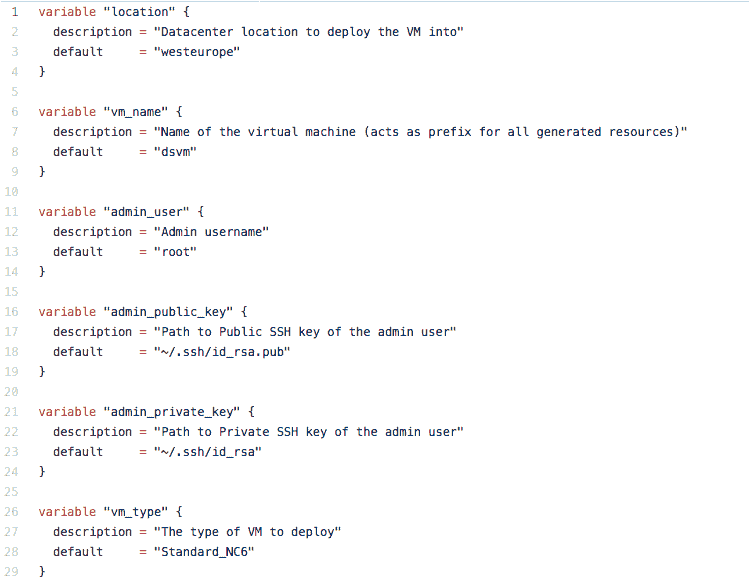 1 variable "location" {
2   description = "Datacenter location to deploy the VM into"
3   default     = "westeurope"
4 }
5
6 variable "vm_name" {
7   description = "Name of the virtual machine (acts as prefix for all generated resources)"
8   default     = "dsvm"
9 }
10
11 variable "admin_user" {
12   description = "Admin username"
13   default     = "root"
14 }
15
16 variable "admin_public_key" {
17   description = "Path to Public SSH key of the admin user"
18   default     = "~/.ssh/id_rsa.pub"
19 }
20
21 variable "admin_private_key" {
22   description = "Path to Private SSH key of the admin user"
23   default     = "~/.ssh/id_rsa"
24 }
25
26 variable "vm_type" {
27   description = "The type of VM to deploy"
28   default     = "Standard_NC6"
29 }